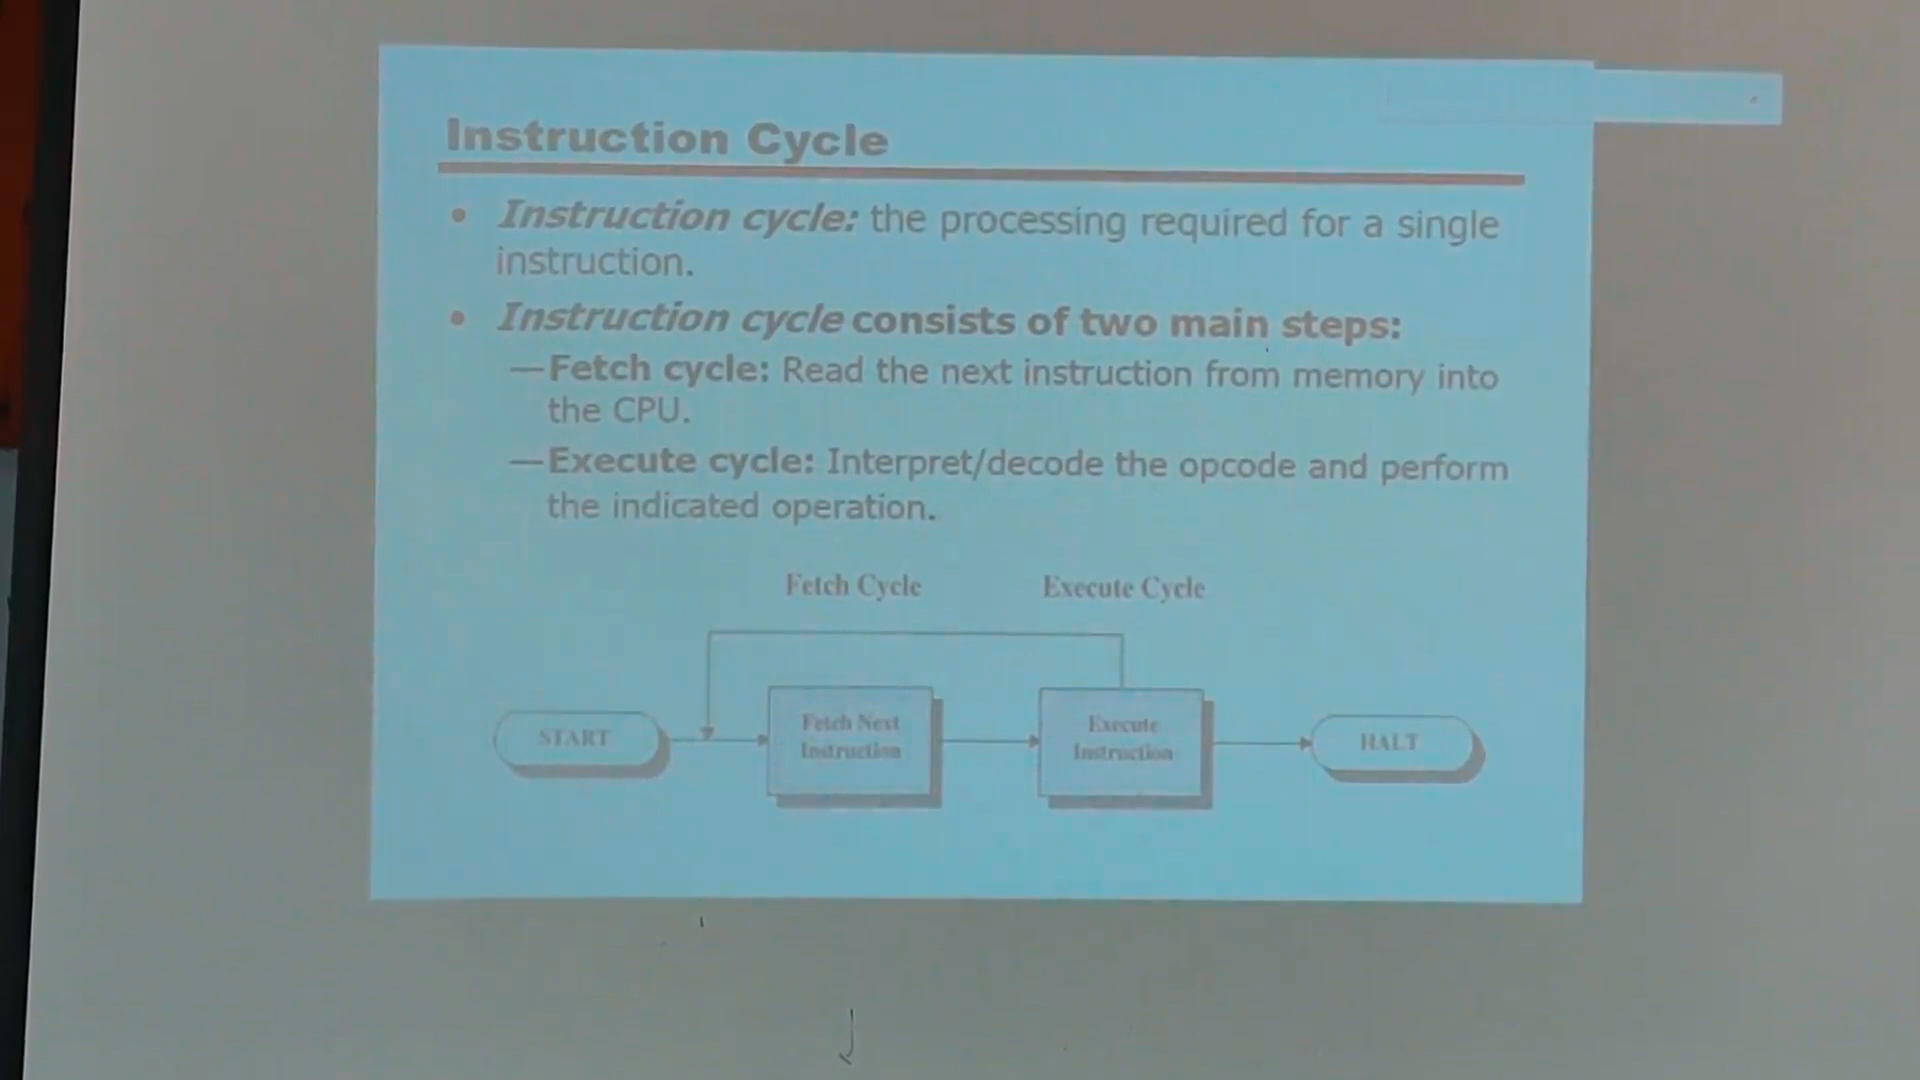 Instruction Cycle
• Instruction cycle: the processing required for a single
instruction.
• Instruction cycle consists of two main steps:
—Fetch cycle: Read the next instruction from memory into
the CPU.
—Execute cycle: Interpret/decode the opcode and perform
the indicated operation.
Fetch Cycle
Execute Cycle
START
Fetch Next
Instruction
Execute
Instruction
HALT